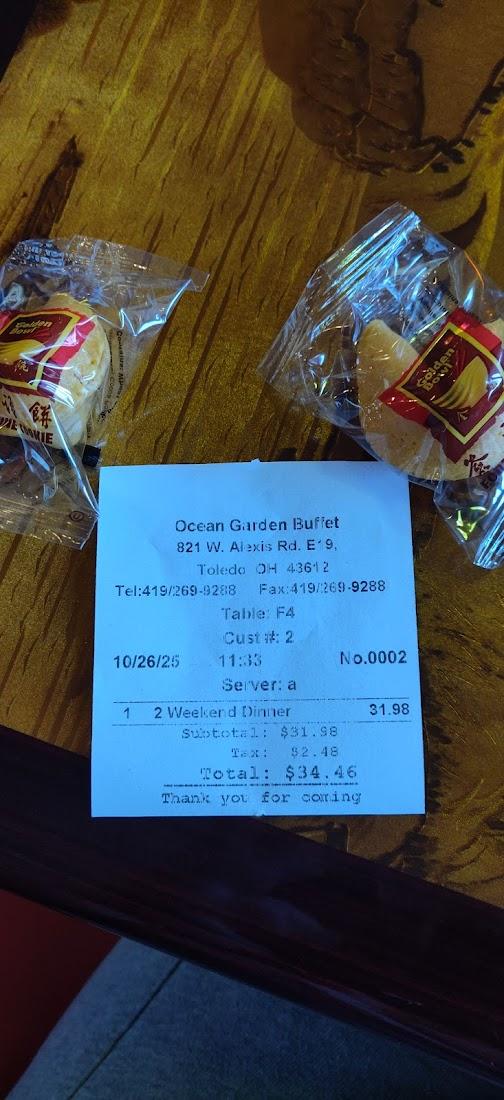 Golden
Bowl
餅
Golden
Bowl
Ocean Garden Buffet
821 W. Alexis Rd. E19,
Toledo OH 43612
Tel:419/269-9288 Fax:419/269-9288
Table: F4
Cust #: 2
10/26/25 11:33 No.0002
Server: a
1 2 Weekend Dinner 31.98
Subtotal: $31.98
Tax: $2.48
Total: $34.46
Thank you for coming